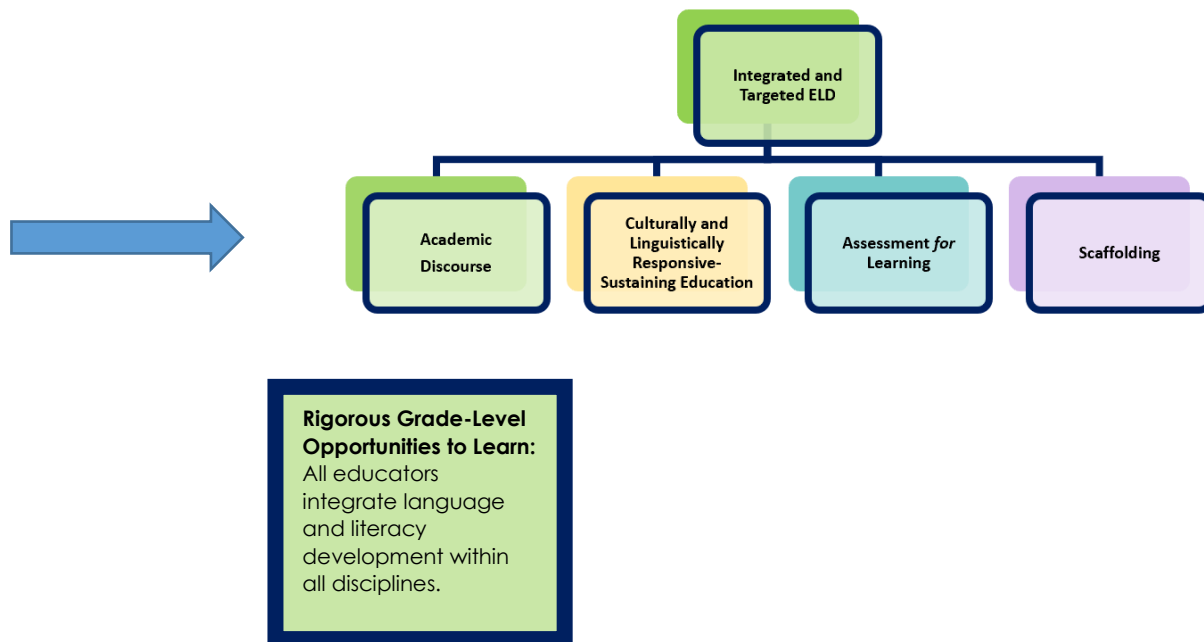 Integrated and
Targeted ELD
Academic
Discourse
Culturally and
Linguistically
Responsive-
Sustaining Education
Assessment for
Learning
Scaffolding
Rigorous Grade-Level
Opportunities to Learn:
All educators
integrate language
and literacy
development within
all disciplines.